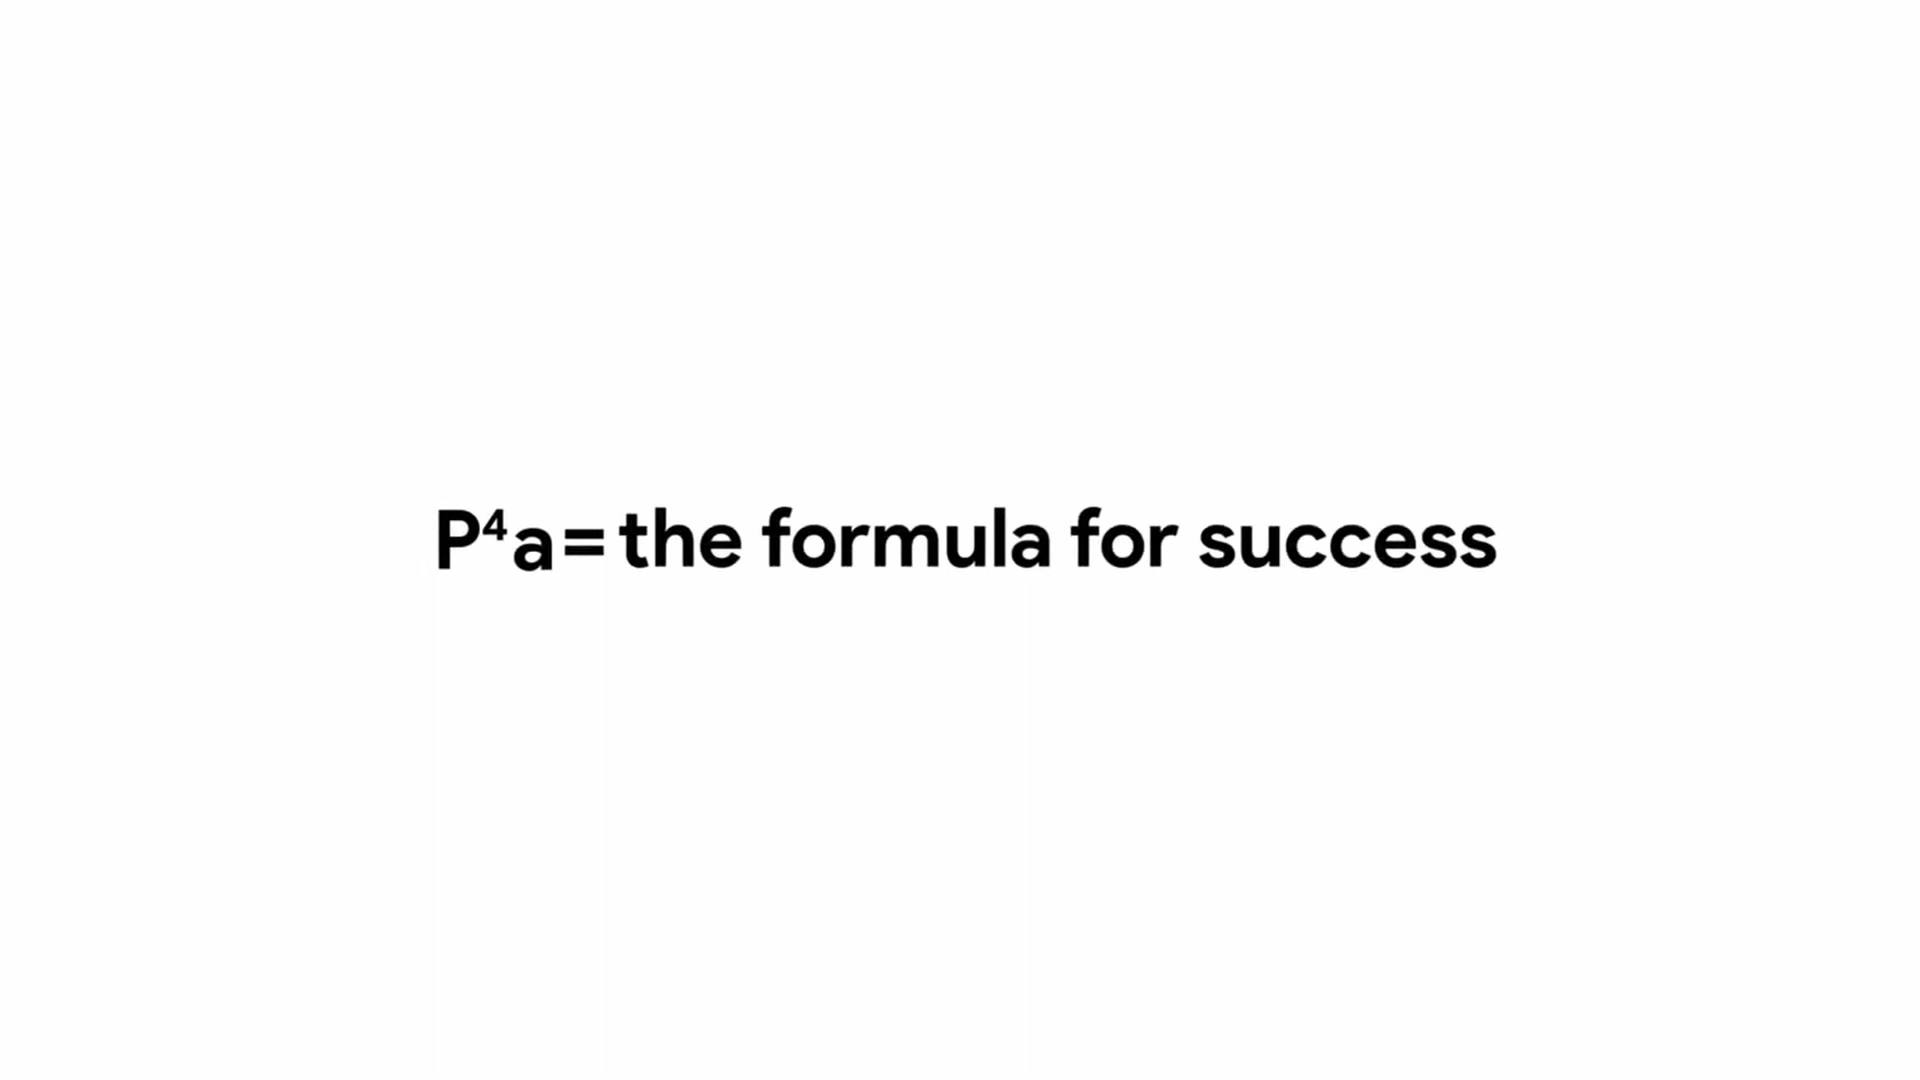 P⁴a = the formula for success